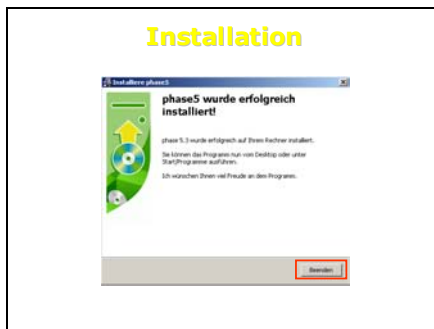 Installation
Installiere phase5
phase5 wurde erfolgreich
installiert!
phase 5.3 wurde erfolgreich auf Ihrem Rechner installiert.
Sie können das Programm nun vom Desktop oder unter
Start/Programme ausführen.
Ich wünschen Ihnen viel Freude an dem Programm.
Beenden